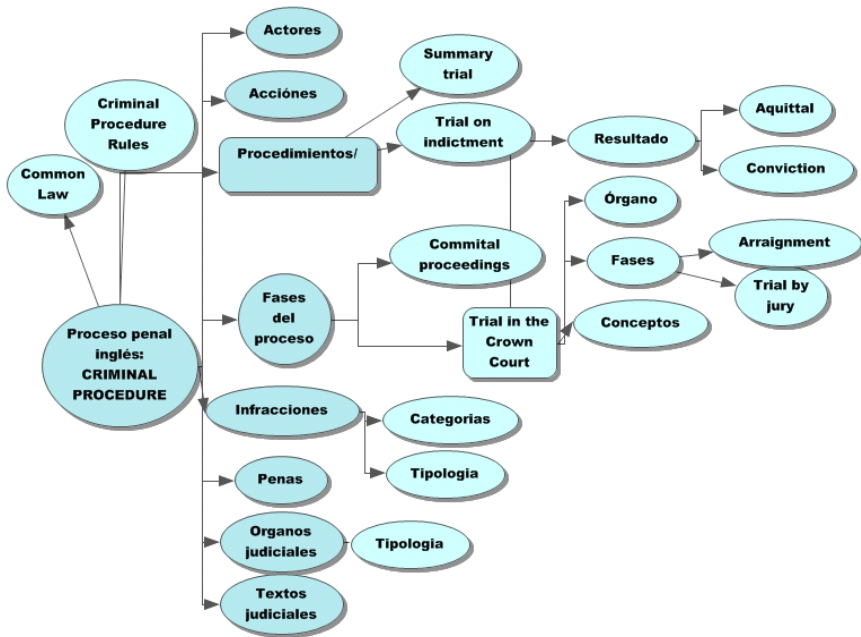 Actores
Summary
trial
Criminal
Procedure
Rules
Acciónes
Trial on
indictment
Aquittal
Resultado
Procedimientos/
Common
Law
Conviction
Órgano
Commital
proceedings
Fases
Arraignment
Trial by
jury
Fases
del
proceso
Trial in the
Crown
Court
Conceptos
Proceso penal
inglés:
CRIMINAL
PROCEDURE
Infracciones
Categorias
Tipologia
Penas
Organos
judiciales
Tipologia
Textos
judiciales